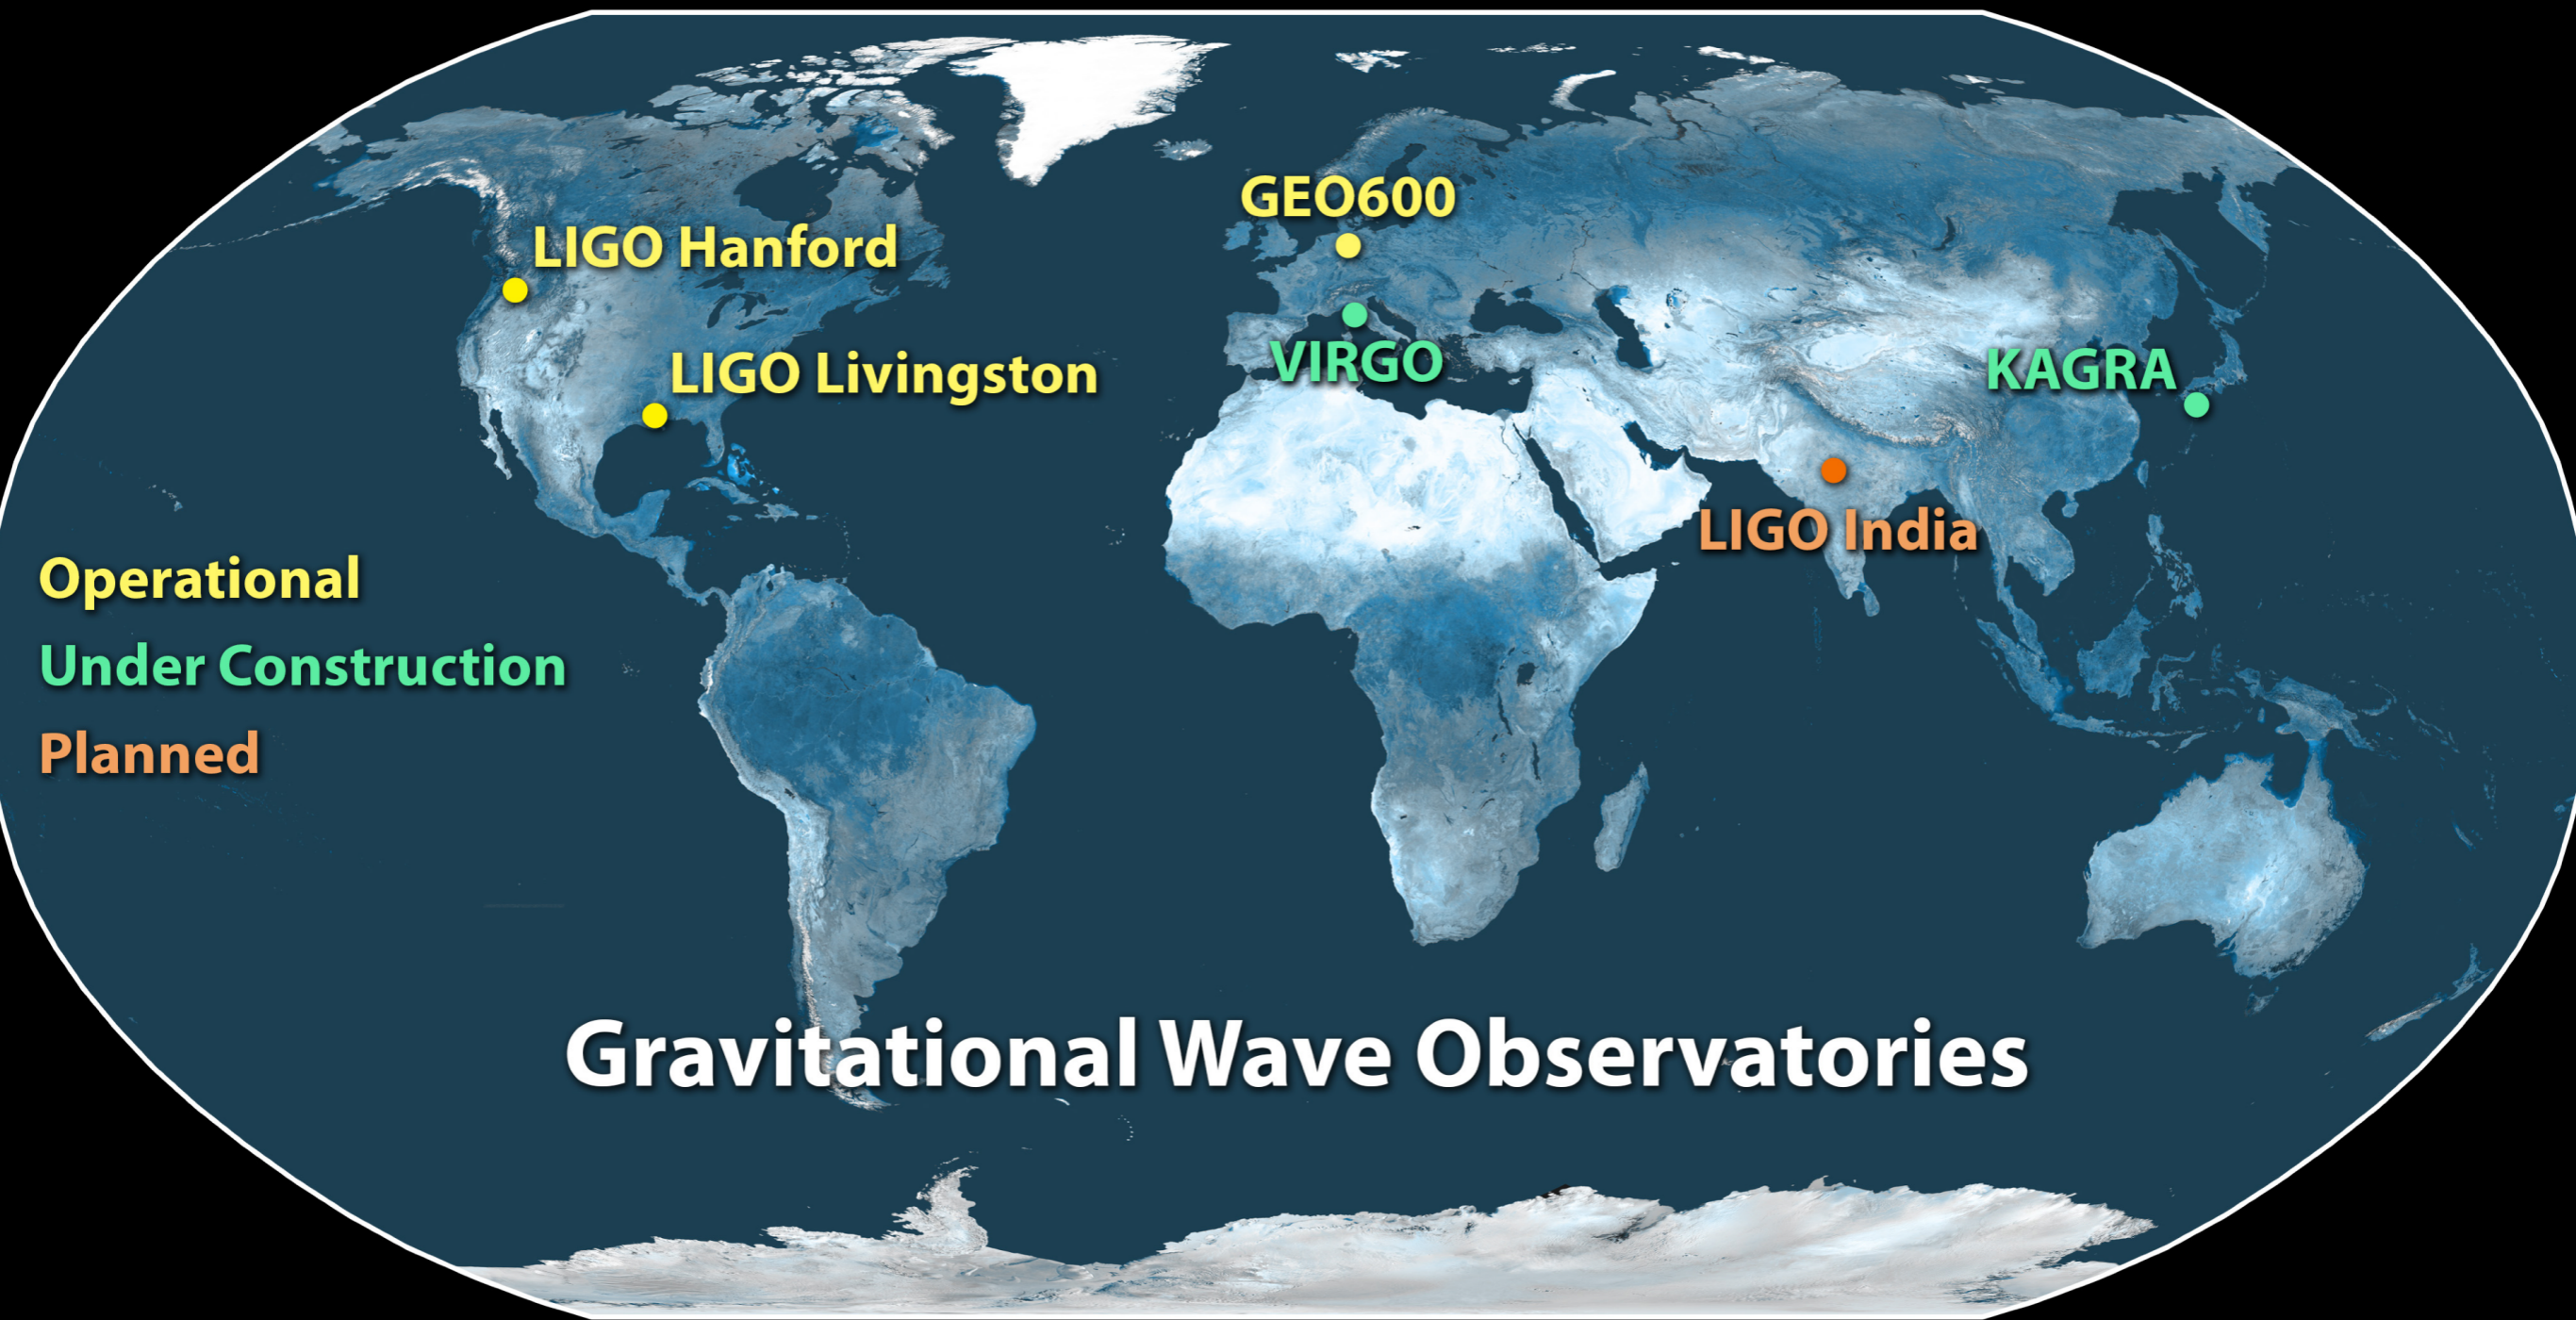 GEO600
LIGO Hanford
VIRGO
KAGRA
LIGO Livingston
LIGO India
Operational
Under Construction
Planned
Gravitational Wave Observatories